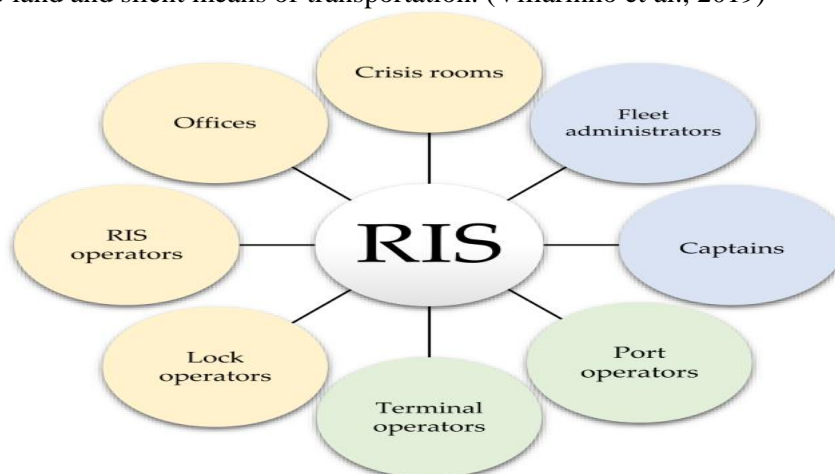 land and silent means of transportation.
2019)
Crisis rooms
Fleet
administrators
Offices
RIS
operators
RIS
Captains
Lock
operators
Port
operators
Terminal
operators